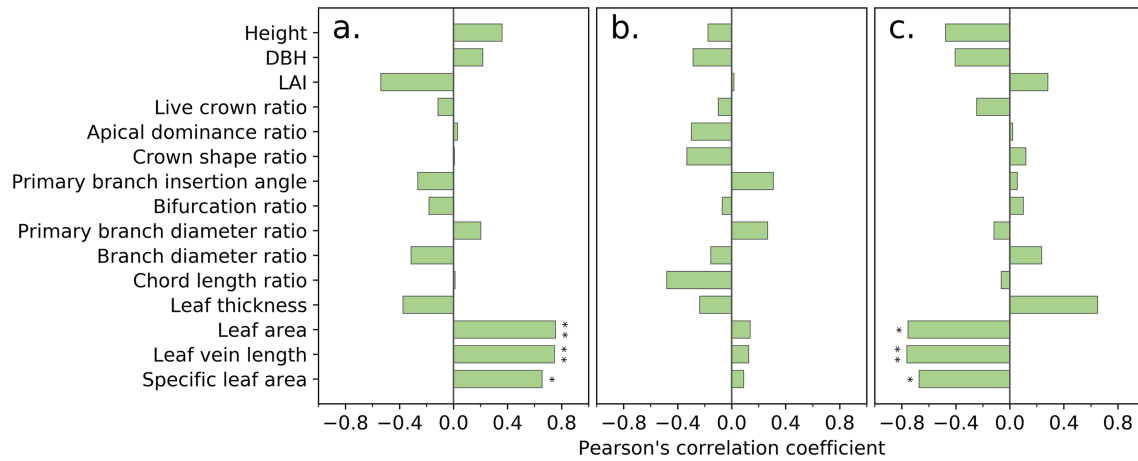 a.
b.
c.
Height
DBH
LAI
Live crown ratio
Apical dominance ratio
Crown shape ratio
Primary branch insertion angle
Bifurcation ratio
Primary branch diameter ratio
Branch diameter ratio
Chord length ratio
Leaf thickness
Leaf area ** *
Leaf vein length ** **
Specific leaf area * *
−0.8 −0.4 0.0 0.4 0.8 −0.8 −0.4 0.0 0.4 0.8 −0.8 −0.4 0.0 0.4 0.8
Pearson's correlation coefficient